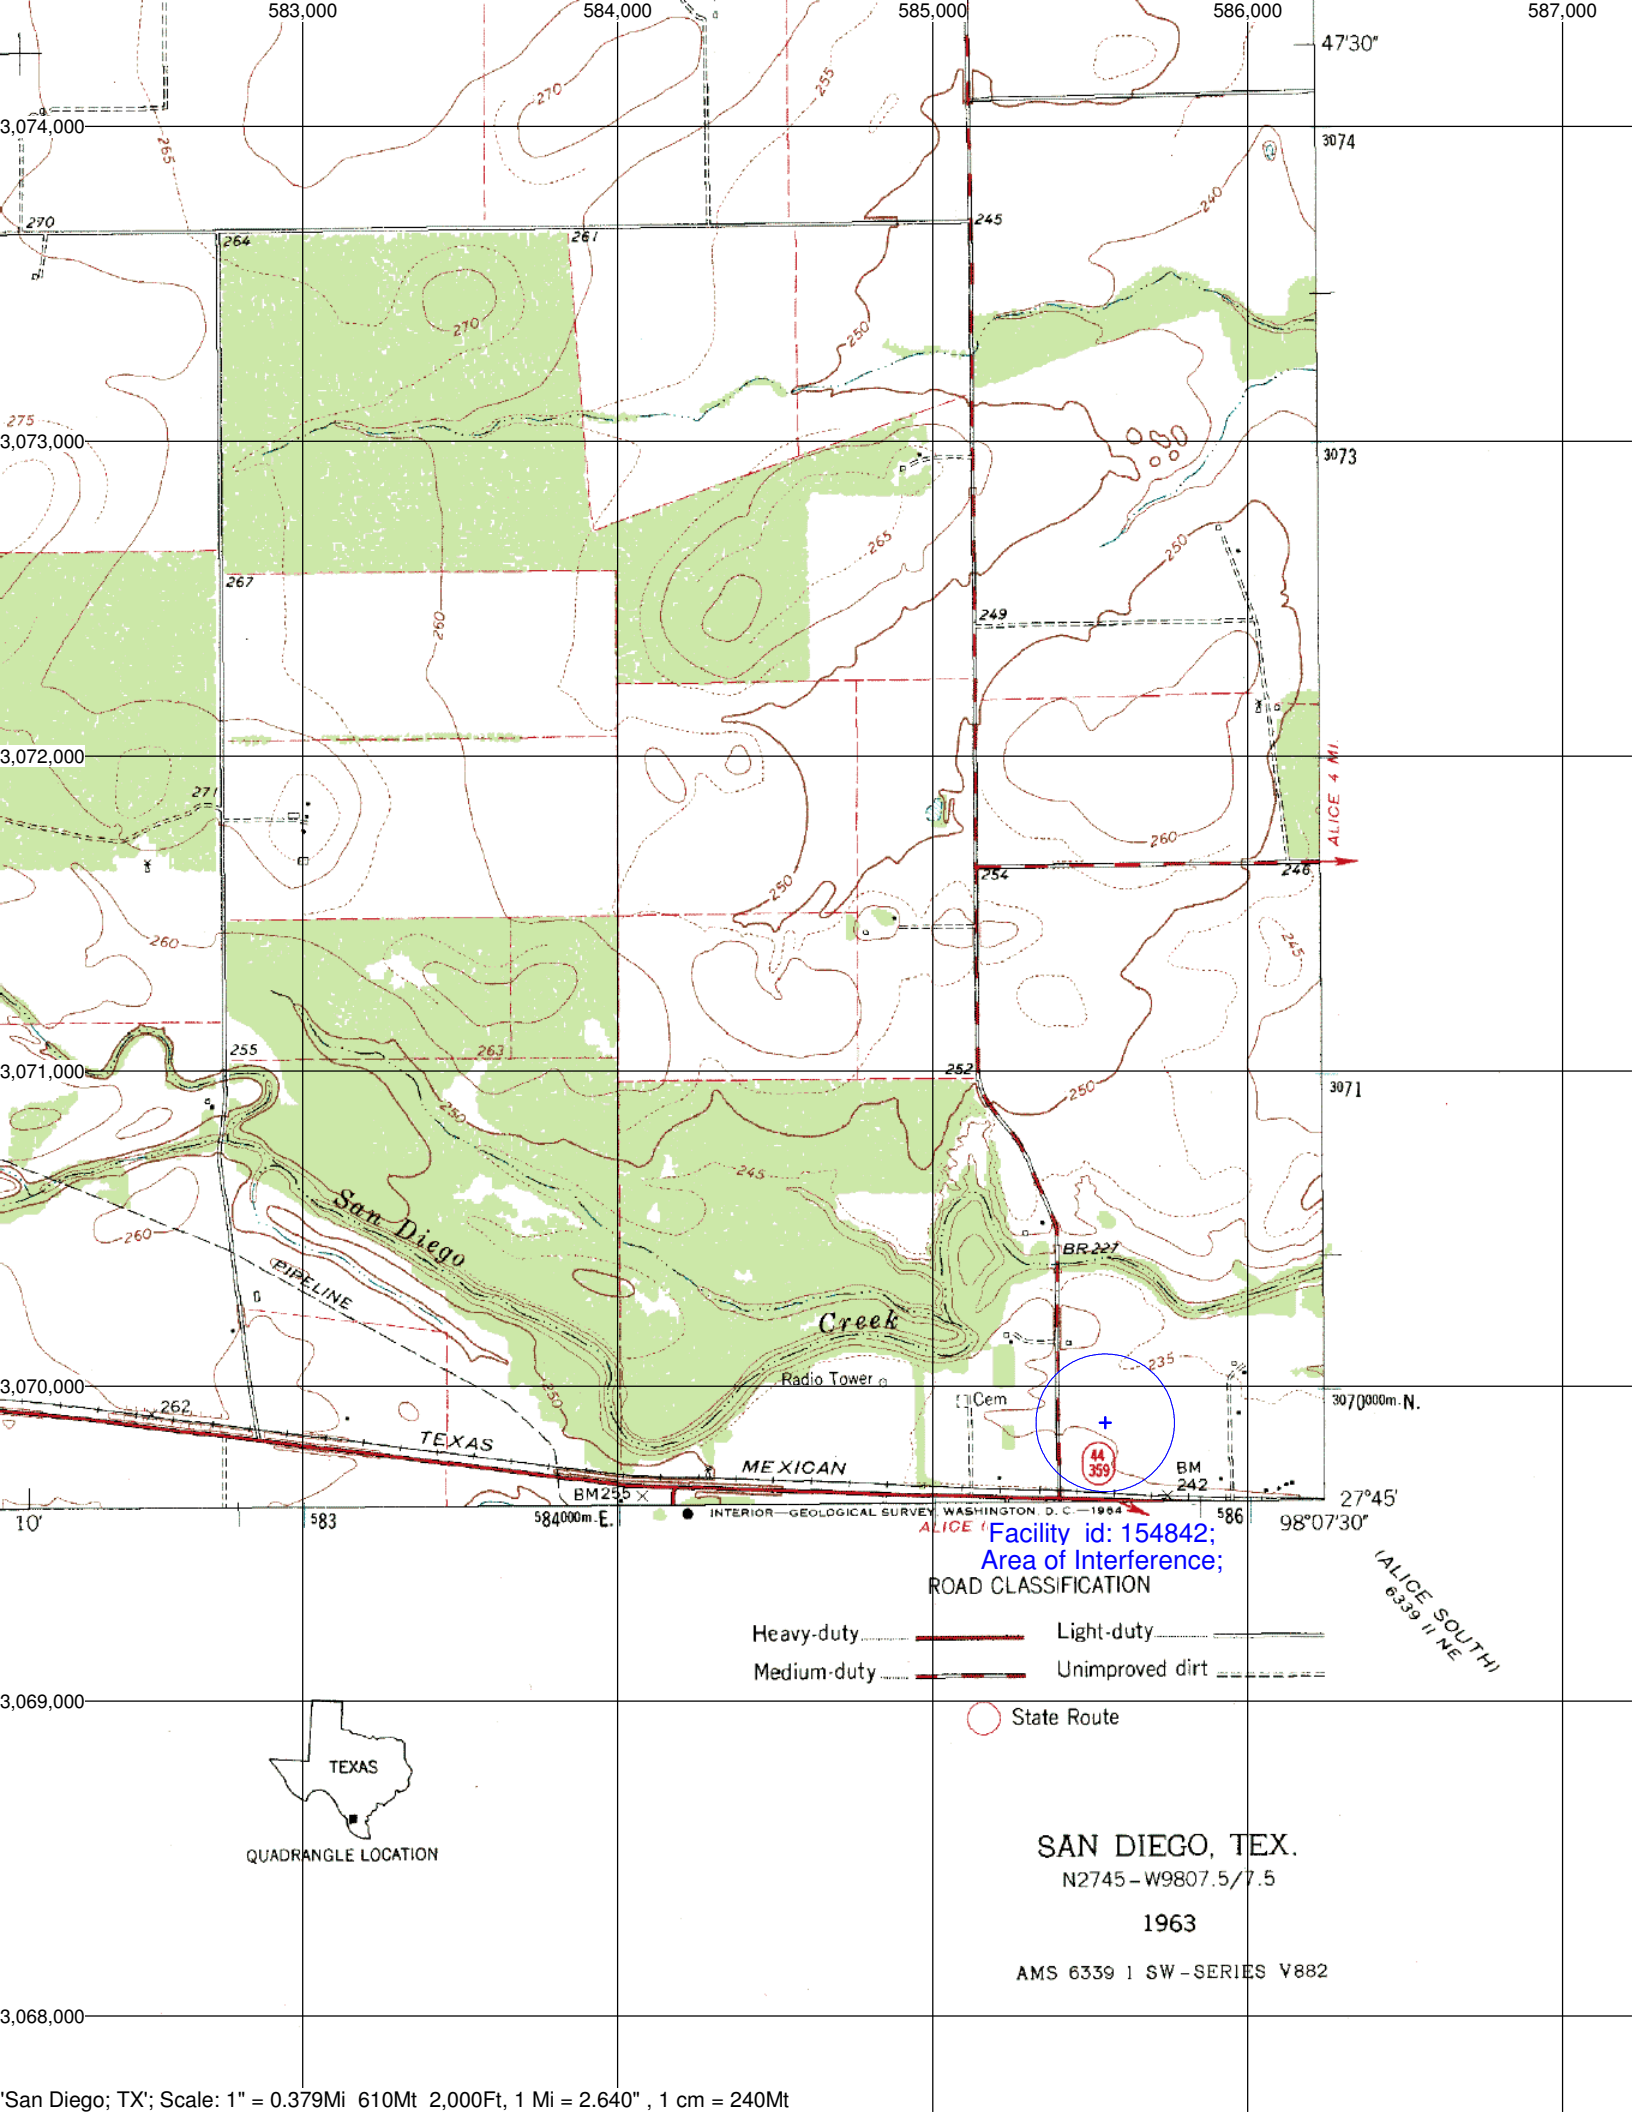 583,000 584,000 585,000 586,000 587,000
47'30"
270
255
3,074,000
3074
265
240
270
245
264
261
250
270
275
3,073,000
3073
265
250
267
249
260
3,072,000
ALICE 4 MI.
271
260
254
246
250
260
245
255
263
3,071,000
252
250
3071
250
245
San Diego
260
BR 227
PIPELINE
Creek
235
Radio Tower
3,070,000
250
Cem
3070000m. N.
262
TEXAS
MEXICAN
44
359
BM
242
BM 255
27°45'
10'
583
584000m. E.
INTERIOR—GEOLOGICAL SURVEY, WASHINGTON, D. C.—1964
586
98°07'30"
ALICE
Facility id: 154842;
Area of Interference;
(ALICE SOUTH)
6339 II NE
ROAD CLASSIFICATION
Heavy-duty Light-duty
Medium-duty Unimproved dirt
3,069,000
State Route
TEXAS
QUADRANGLE LOCATION
SAN DIEGO, TEX.
N2745–W9807.5/7.5
1963
AMS 6339 I SW–SERIES V882
3,068,000
'San Diego; TX'; Scale: 1" = 0.379Mi 610Mt 2,000Ft, 1 Mi = 2.640" , 1 cm = 240Mt